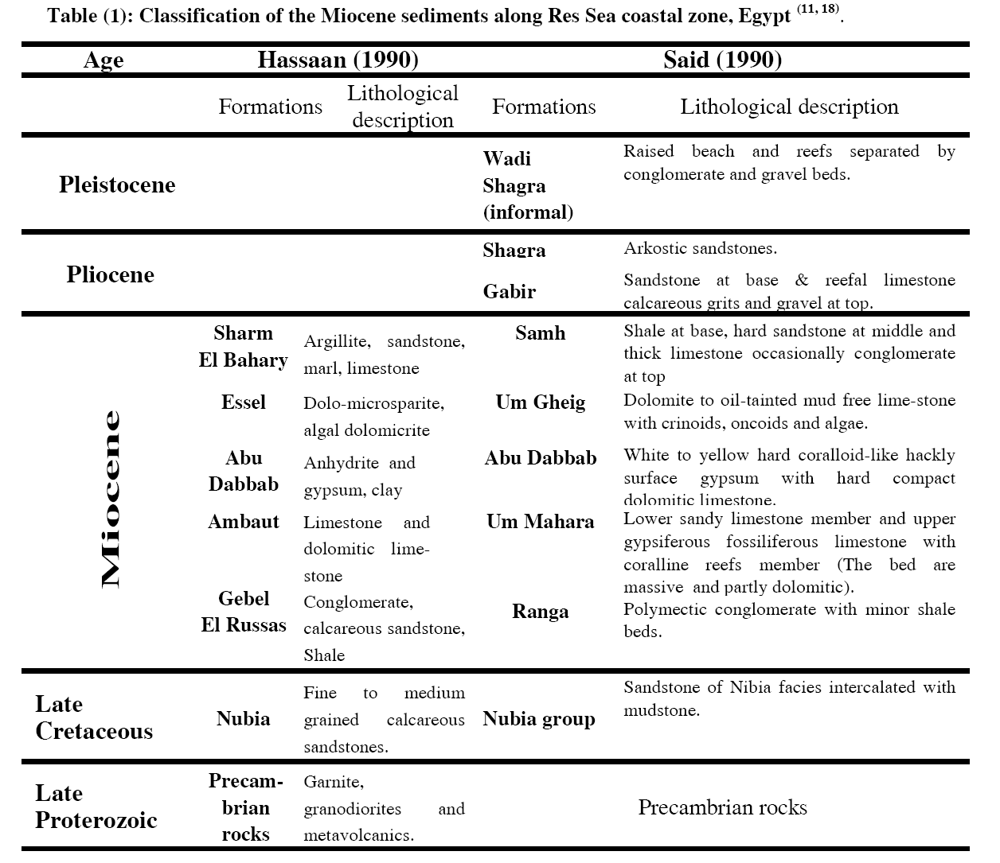 Table (1): Classification of the Miocene sediments along Res Sea coastal zone, Egypt (11, 18).
Age Hassaan (1990) Said (1990)
Formations Lithological description Formations Lithological description
Pleistocene
Wadi
Shagra
(informal)
Raised beach and reefs separated by
conglomerate and gravel beds.
Pliocene
Shagra
Arkostic sandstones.
Gabir
Sandstone at base & reefal limestone
calcareous grits and gravel at top.
Miocene
Sharm
El Bahary
Argillite, sandstone,
marl, limestone
Samh
Shale at base, hard sandstone at middle and
thick limestone occasionally conglomerate
at top
Essel
Dolo-microsparite,
algal dolomicrite
Um Gheig
Dolomite to oil-tainted mud free lime-stone
with crinoids, oncoids and algae.
Abu
Dabbab
Anhydrite and
gypsum, clay
Abu Dabbab
White to yellow hard coralloid-like hackly
surface gypsum with hard compact
dolomitic limestone.
Ambaut
Limestone and
dolomitic lime-
stone
Um Mahara
Lower sandy limestone member and upper
gypsiferous fossiliferous limestone with
coralline reefs member (The bed are
massive and partly dolomitic).
Gebel
El Russas
Conglomerate,
calcareous sandstone,
Shale
Ranga
Polymectic conglomerate with minor shale
beds.
Late
Cretaceous
Nubia
Fine to medium
grained calcareous
sandstones.
Nubia group
Sandstone of Nibia facies intercalated with
mudstone.
Late
Proterozoic
Precam-
brian
rocks
Garnite,
granodiorites and
metavolcanics.
Precambrian rocks